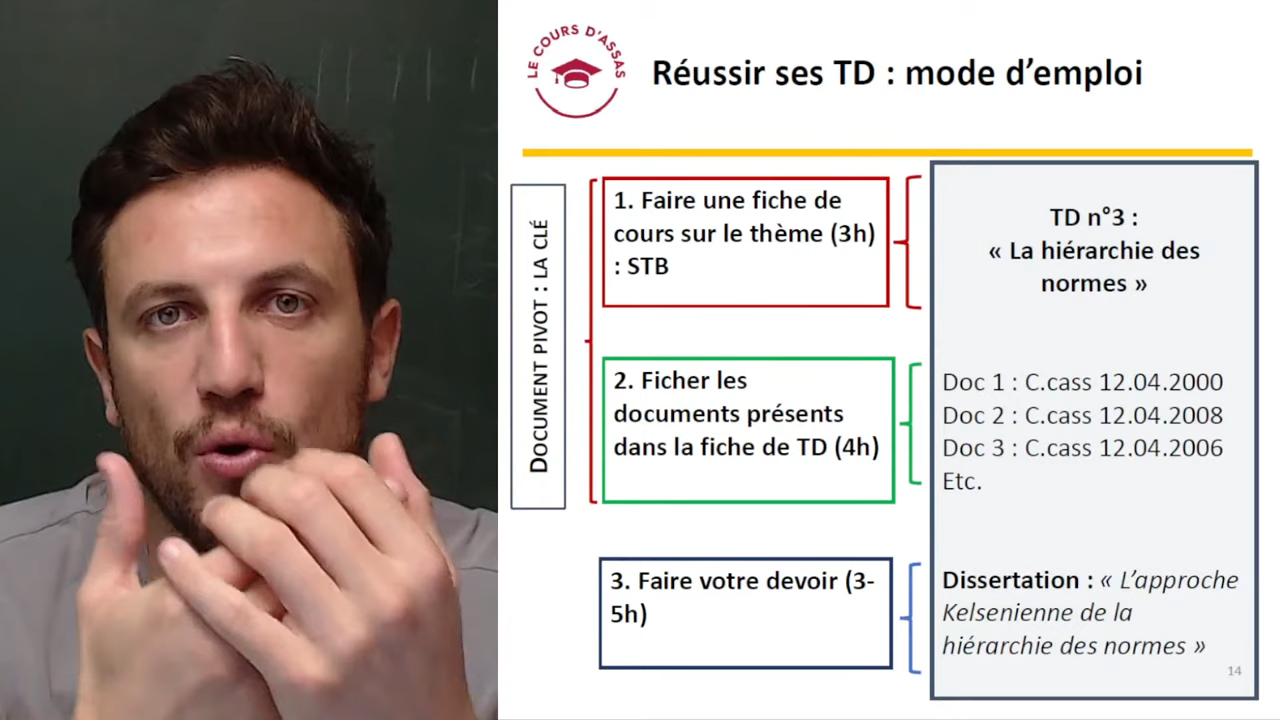 LE COURS D'ASSAS
Réussir ses TD : mode d'emploi
DOCUMENT PIVOT : LA CLÉ
1. Faire une fiche de
cours sur le thème (3h)
: STB
2. Ficher les
documents présents
dans la fiche de TD (4h)
3. Faire votre devoir (3-
5h)
TD n°3 :
« La hiérarchie des
normes »
Doc 1 : C.cass 12.04.2000
Doc 2 : C.cass 12.04.2008
Doc 3 : C.cass 12.04.2006
Etc.
Dissertation : « L'approche
Kelsenienne de la
hiérarchie des normes »
14